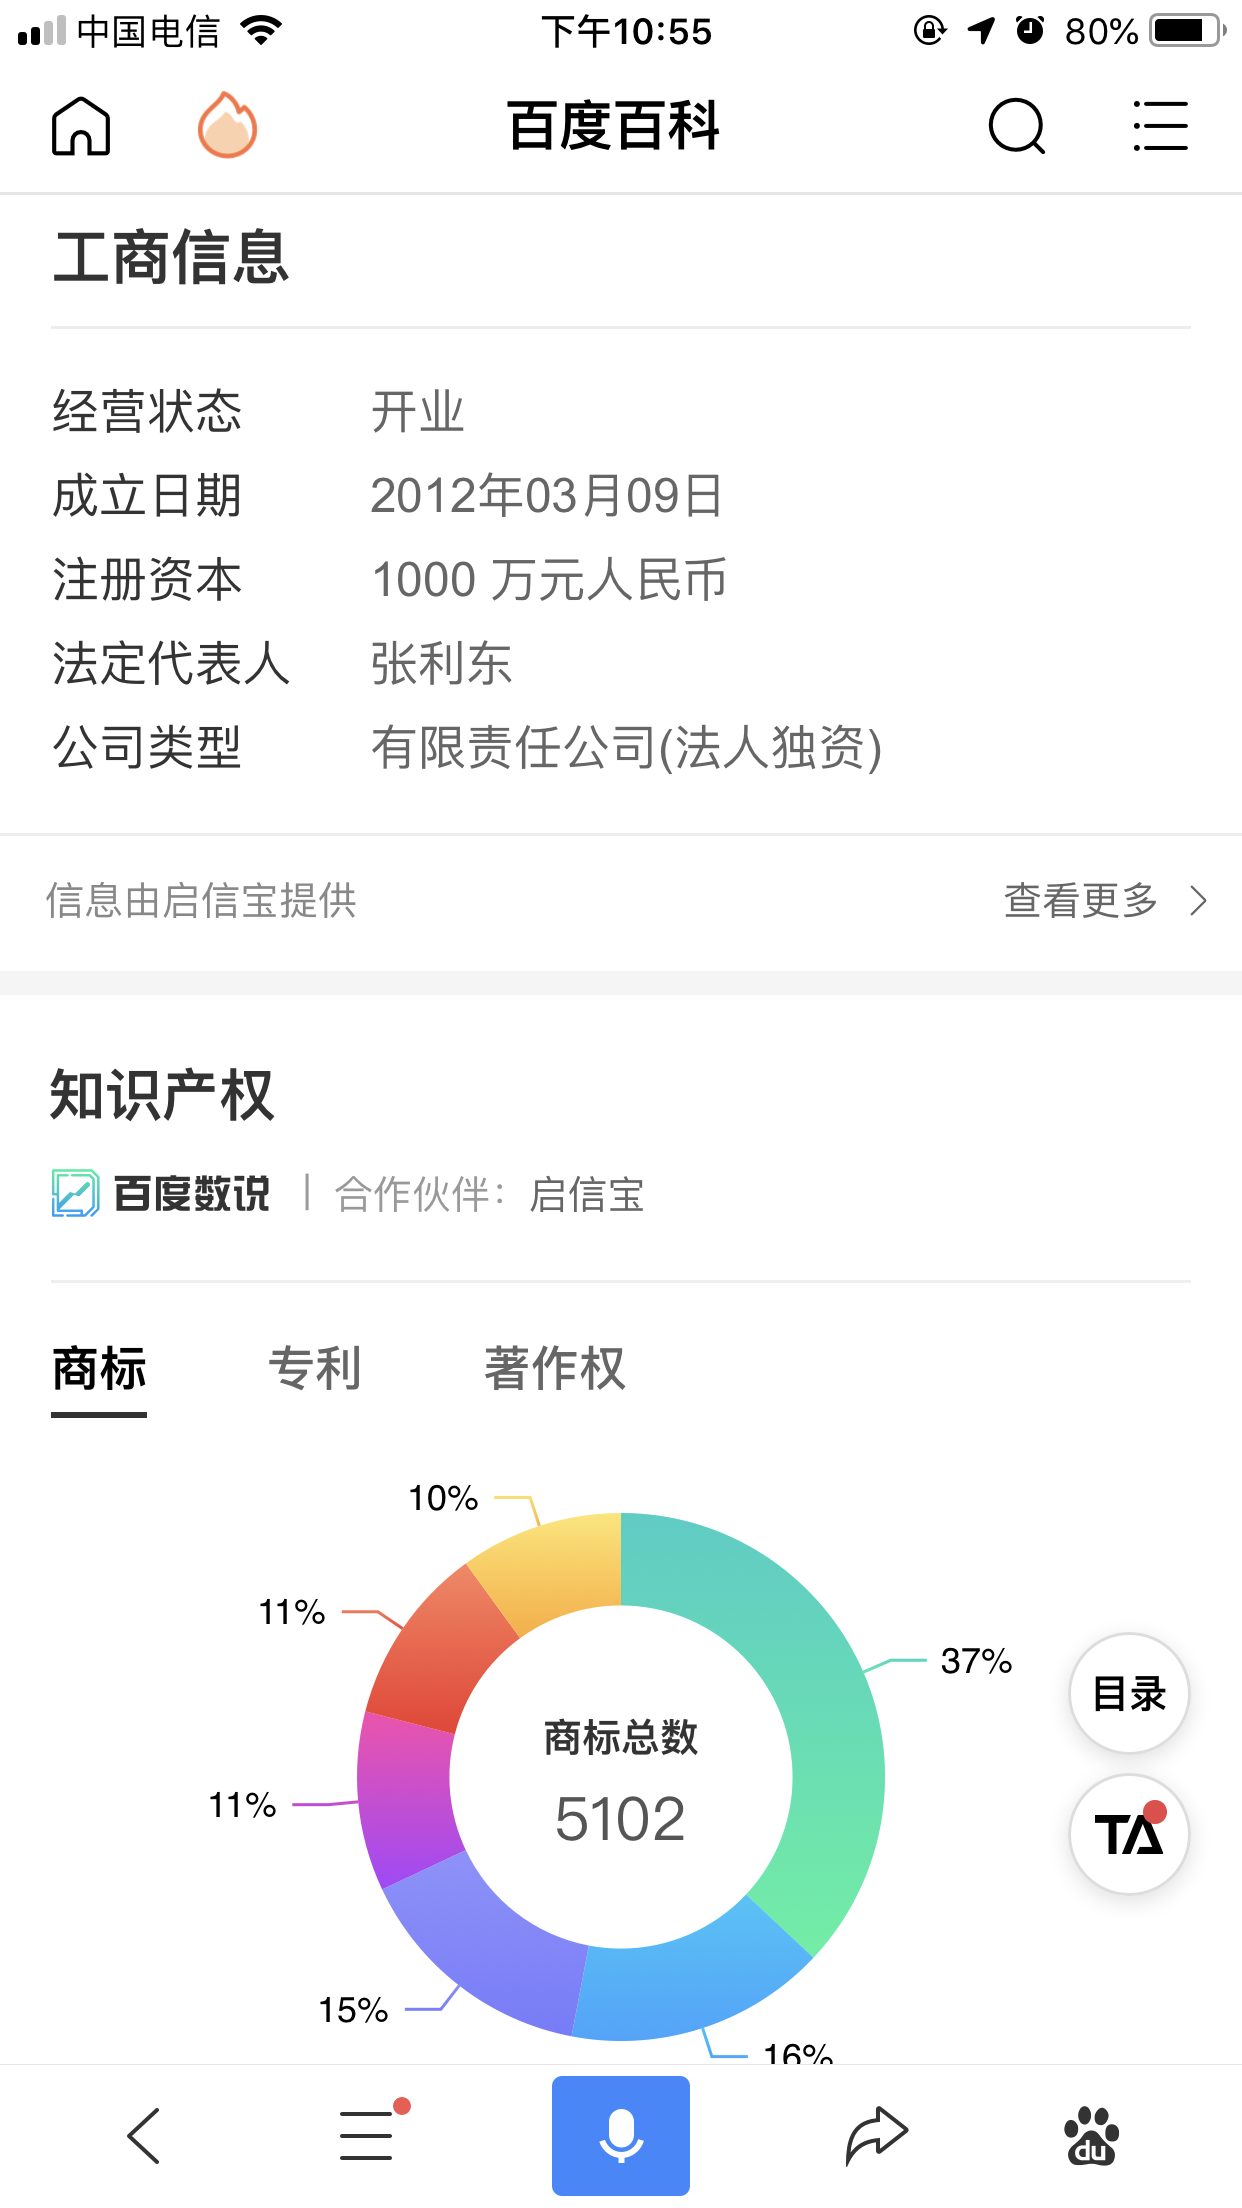 中国电信 下午10:55 80%
百度百科
工商信息
经营状态 开业
成立日期 2012年03月09日
注册资本 1000 万元人民币
法定代表人 张利东
公司类型 有限责任公司(法人独资)
信息由启信宝提供 查看更多
知识产权
百度数说 | 合作伙伴: 启信宝
商标 专利 著作权
10%
11%
37%
目录
商标总数
5102
11%
TA
15%
16%
du